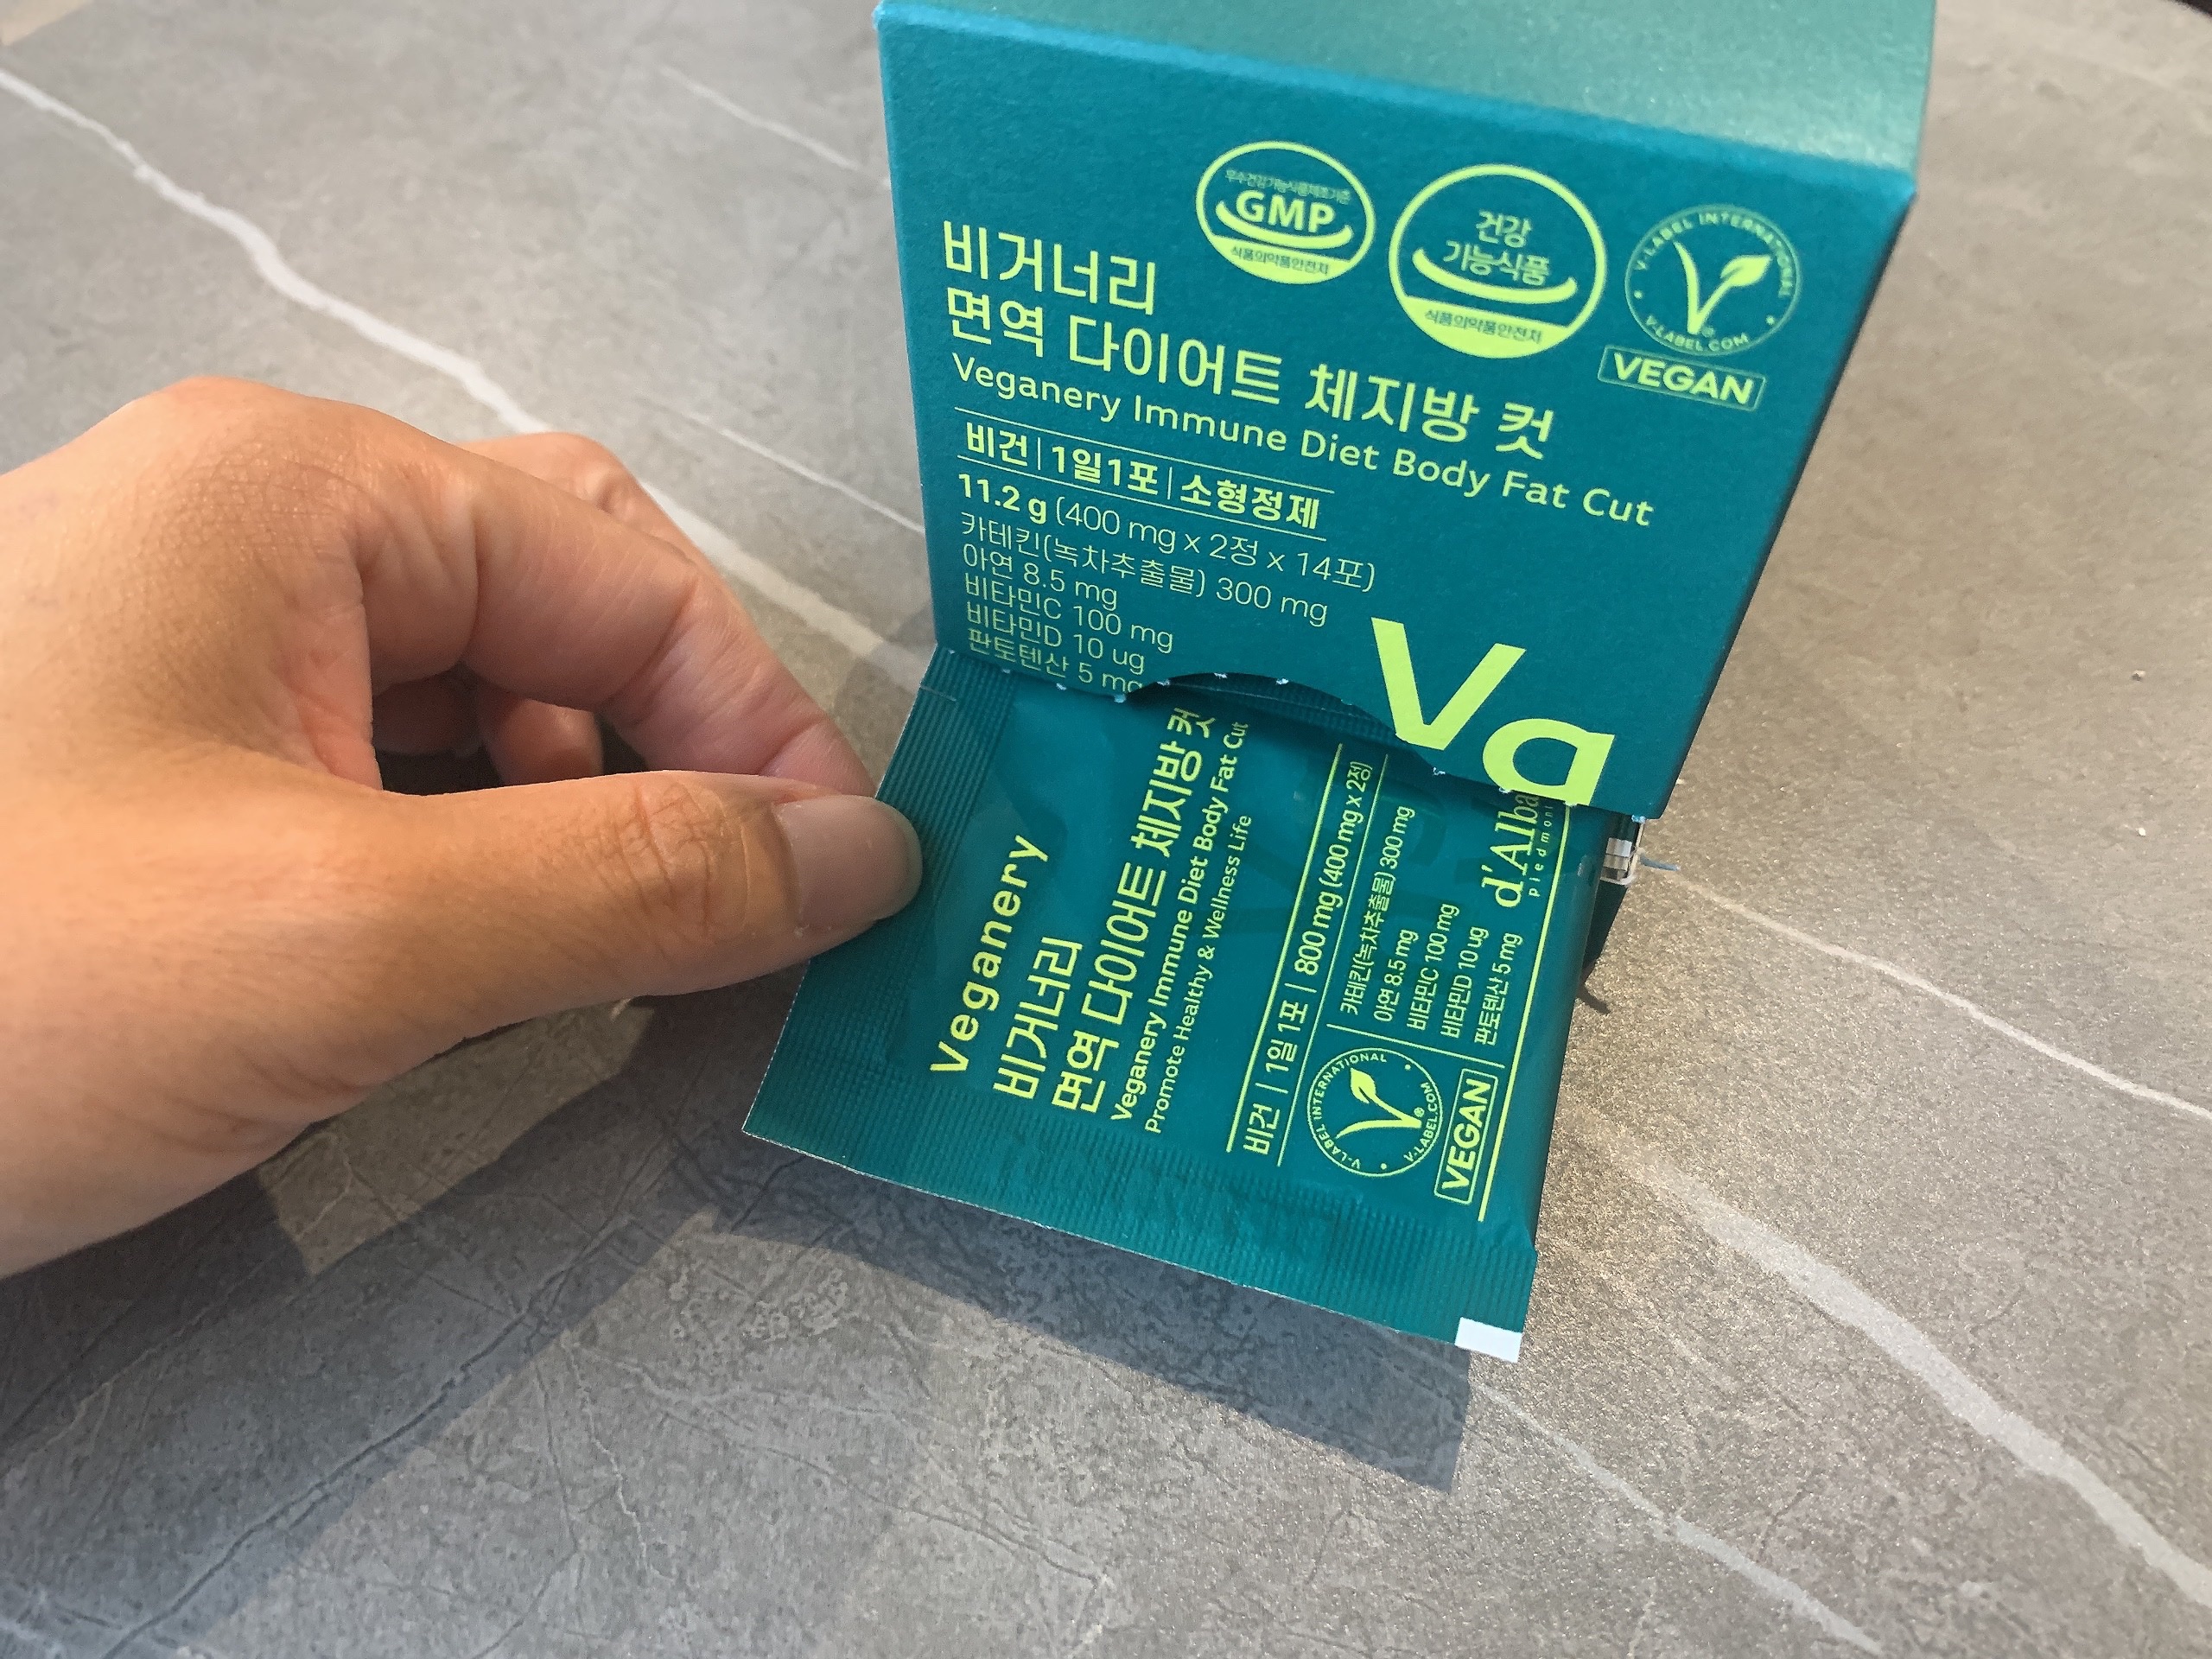 우수건강기능식품제조기준
GMP
식품의약품안전처
건강
기능식품
식품의약품안전처
V-LABEL INTERNATIONAL
V-LABEL.COM
VEGAN
비거너리
면역 다이어트 체지방 컷
Veganery Immune Diet Body Fat Cut
비건 | 1일1포 | 소형정제
11.2 g (400 mg x 2정 x 14포)
카테킨(녹차추출물) 300 mg
아연 8.5 mg
비타민C 100 mg
비타민D 10 ug
판토텐산 5 mg
Veganery
비거너리
면역 다이어트 체지방 컷
Veganery Immune Diet Body Fat Cut
Promote Healthy & Wellness Life
비건 | 1일 1포 | 800 mg (400 mg x 2정)
V-LABEL INTERNATIONAL
V-LABEL.COM
VEGAN
카테킨(녹차추출물) 300 mg
아연 8.5 mg
비타민C 100 mg
비타민D 10 ug
판토텐산 5 mg
d'Alba